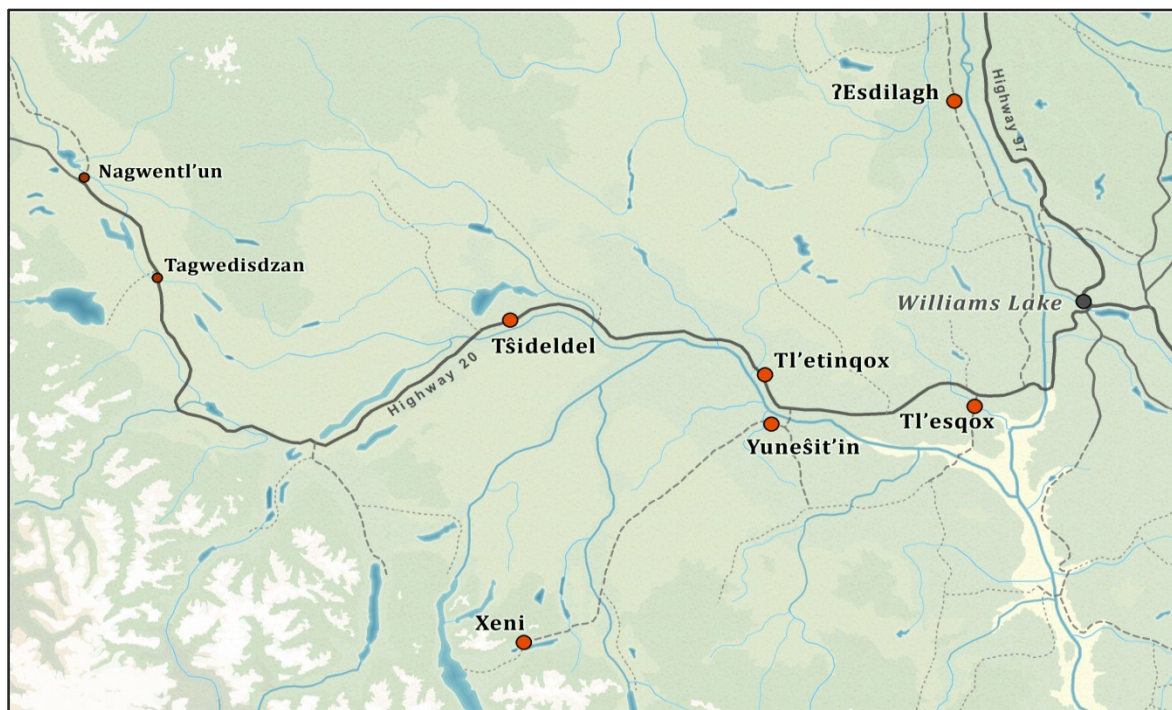 ʔEsdilagh
Highway 97
Nagwentl'un
Tagwedisdzan
Williams Lake
Tŝideldel
Highway 20
Tl'etinqox
Tl'esqox
Yuneŝit'in
Xeni